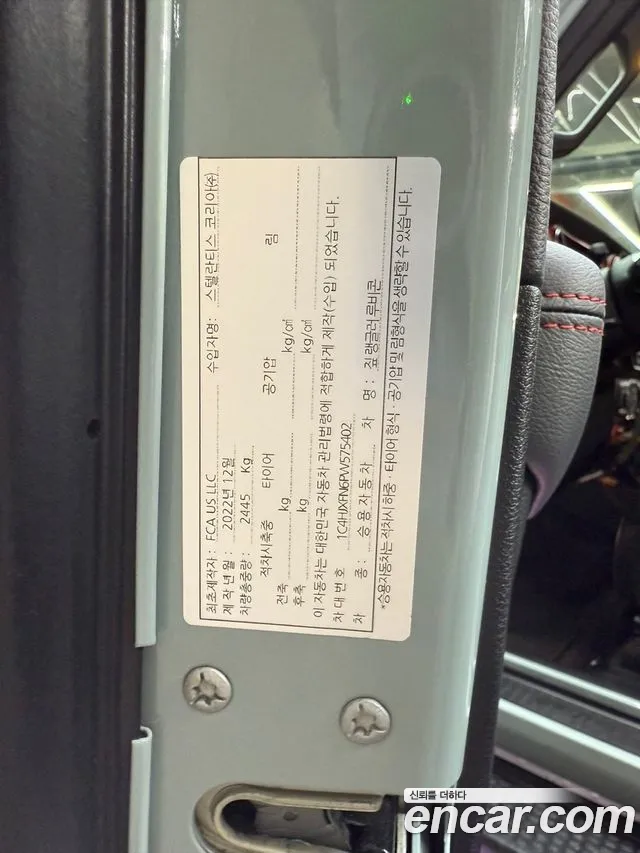 최초제작자 : FCA US LLC 수입자명: 스텔란티스 코리아㈜
제 작 년 월 : 2022년 12월
차량총중량 : 2445 Kg
적차시축중 타이어 공기압 림
전축 kg kg/㎠
후축 kg kg/㎠
이 자동차는 대한민국 자동차 관리법령에 적합하게 제작(수입) 되었습니다.
차 대 번 호 1C4HJXFN6PW575402
차 종 : 승 용 자 동 차 차 명 : 지프랭글러 루비콘
*승용자동차는 적차시 하중 · 타이어 형식 · 공기압 및 림형식을 생략할 수 있습니다.
신뢰를 더하다
encar.com